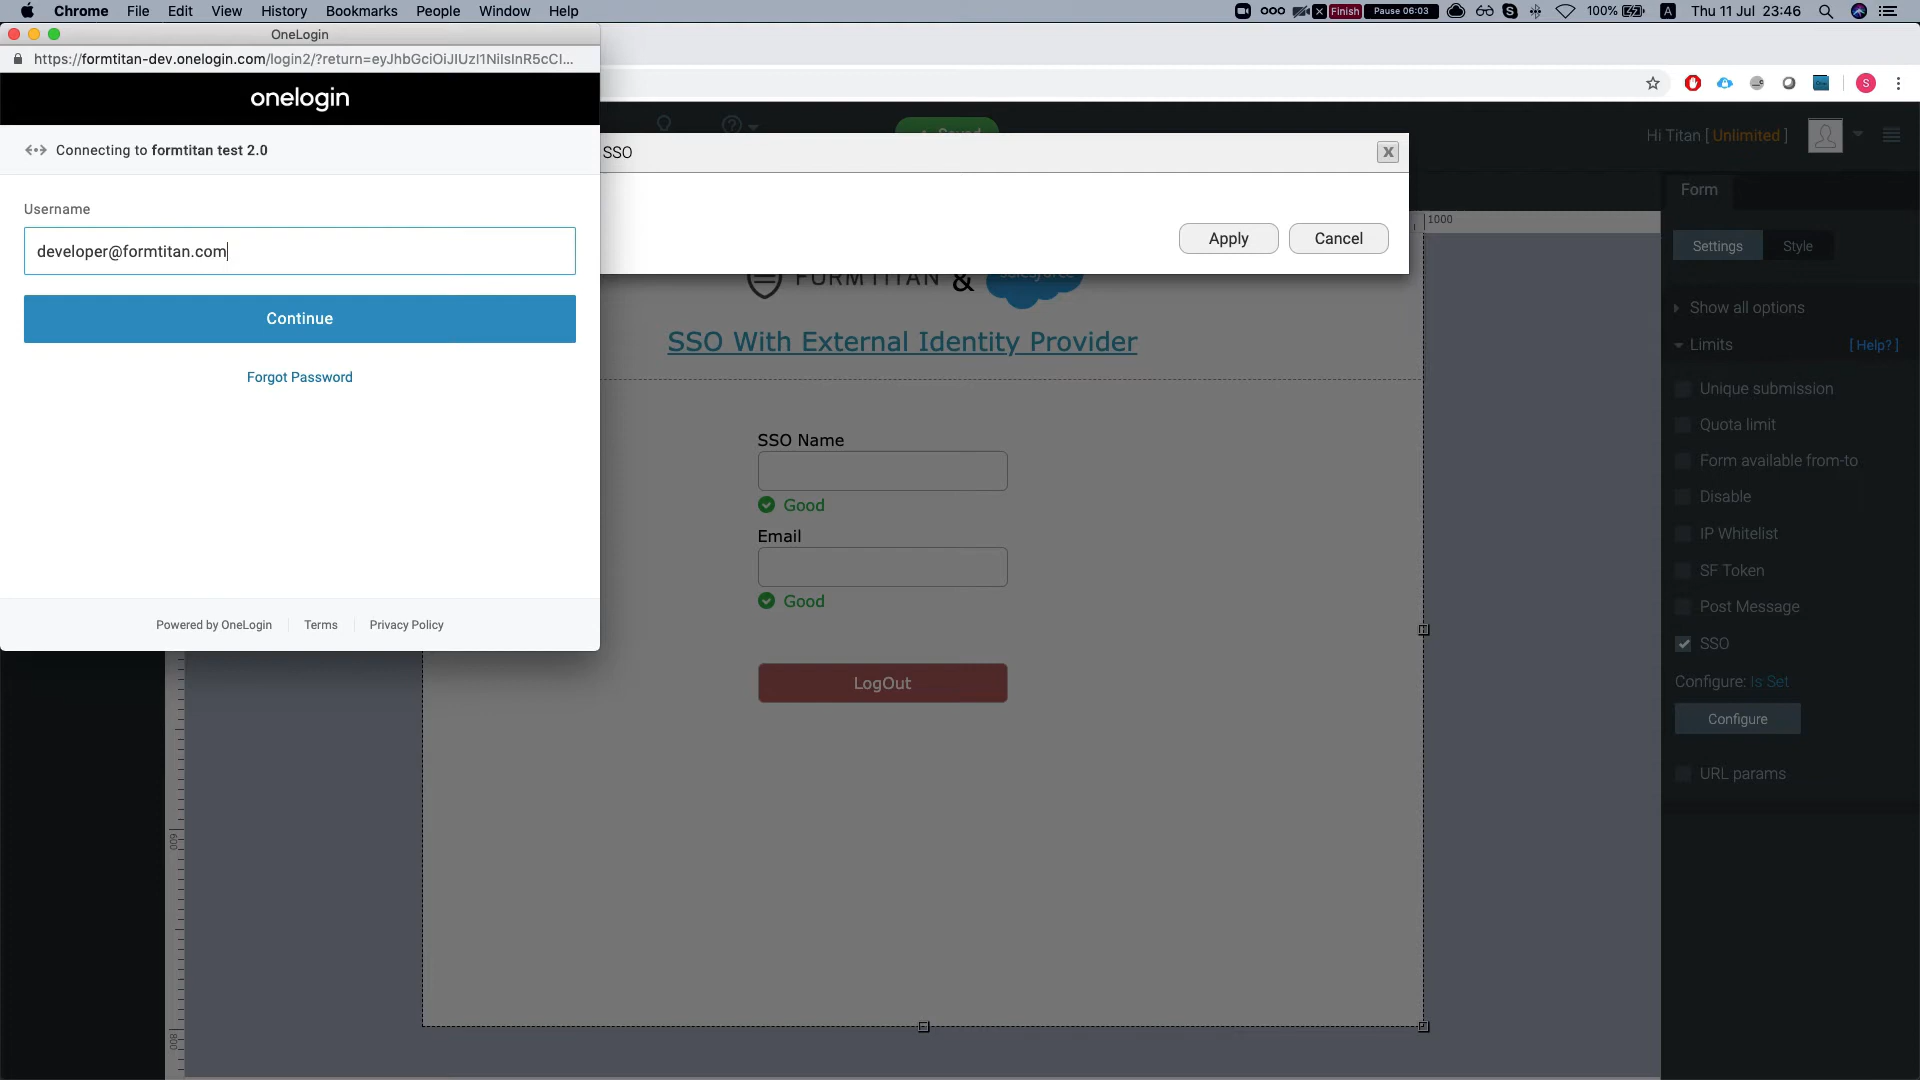 Chrome File Edit View History Bookmarks People Window Help
Finish Pause 06:03 100% A Thu 11 Jul 23:46
OneLogin
https://formtitan-dev.onelogin.com/login2/?return=eyJhbGciOiJIUzI1NiIsInR5cCI...
onelogin
Connecting to formtitan test 2.0
Username
developer@formtitan.com
Continue
Forgot Password
Powered by OneLogin Terms Privacy Policy
S
Saved
Hi Titan [ Unlimited ]
SSO X
Apply Cancel
1000
FORMTITAN & salesforce
SSO With External Identity Provider
SSO Name
Good
Email
Good
LogOut
600
800
Form
Settings Style
Show all options
Limits [ Help? ]
Unique submission
Quota limit
Form available from-to
Disable
IP Whitelist
SF Token
Post Message
SSO
Configure: Is Set
Configure
URL params